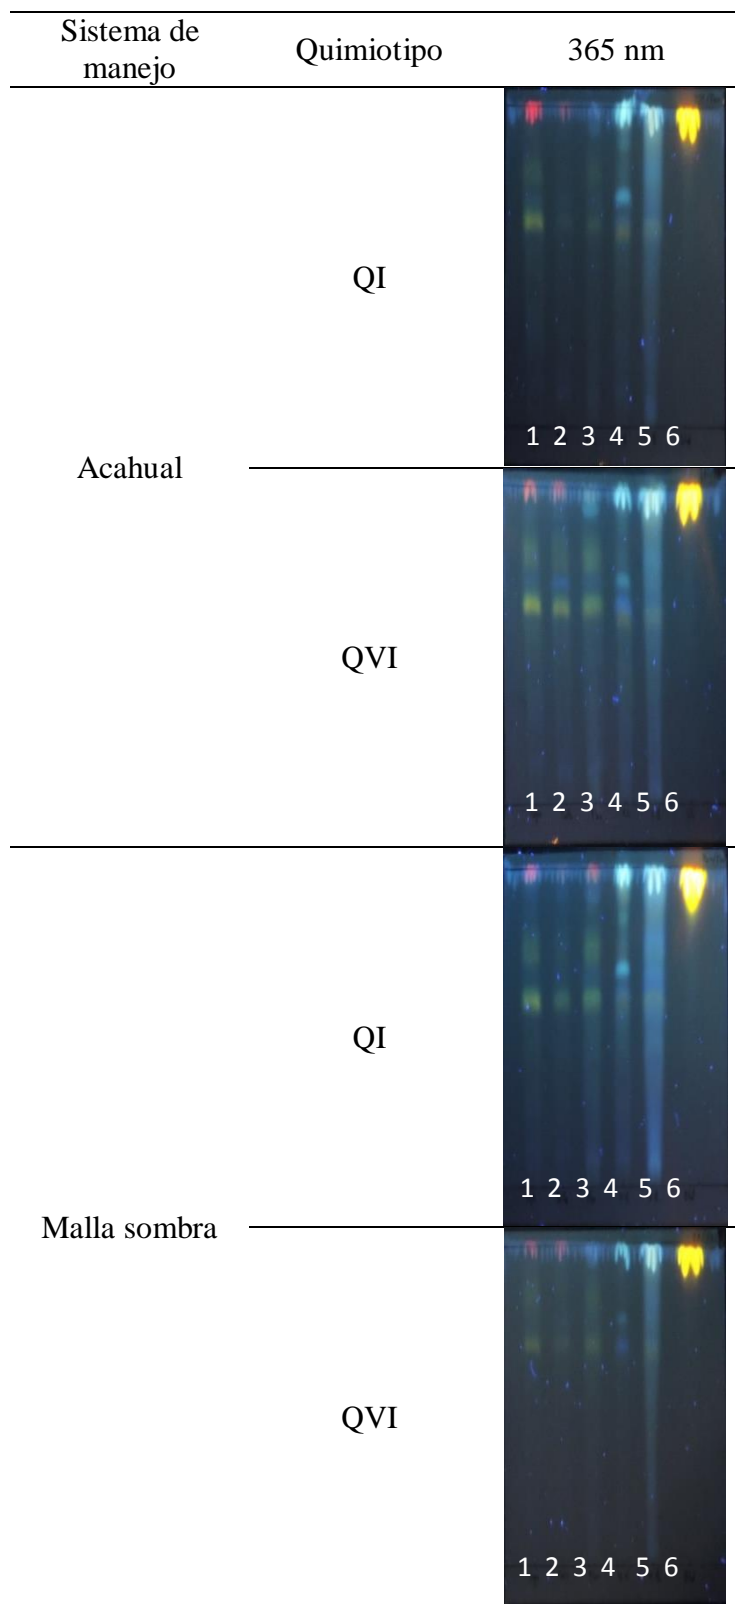 Sistema de
manejo
Quimiotipo
365 nm
QI
1 2 3 4 5 6
Acahual
QVI
1 2 3 4 5 6
QI
1 2 3 4 5 6
Malla sombra
QVI
1 2 3 4 5 6